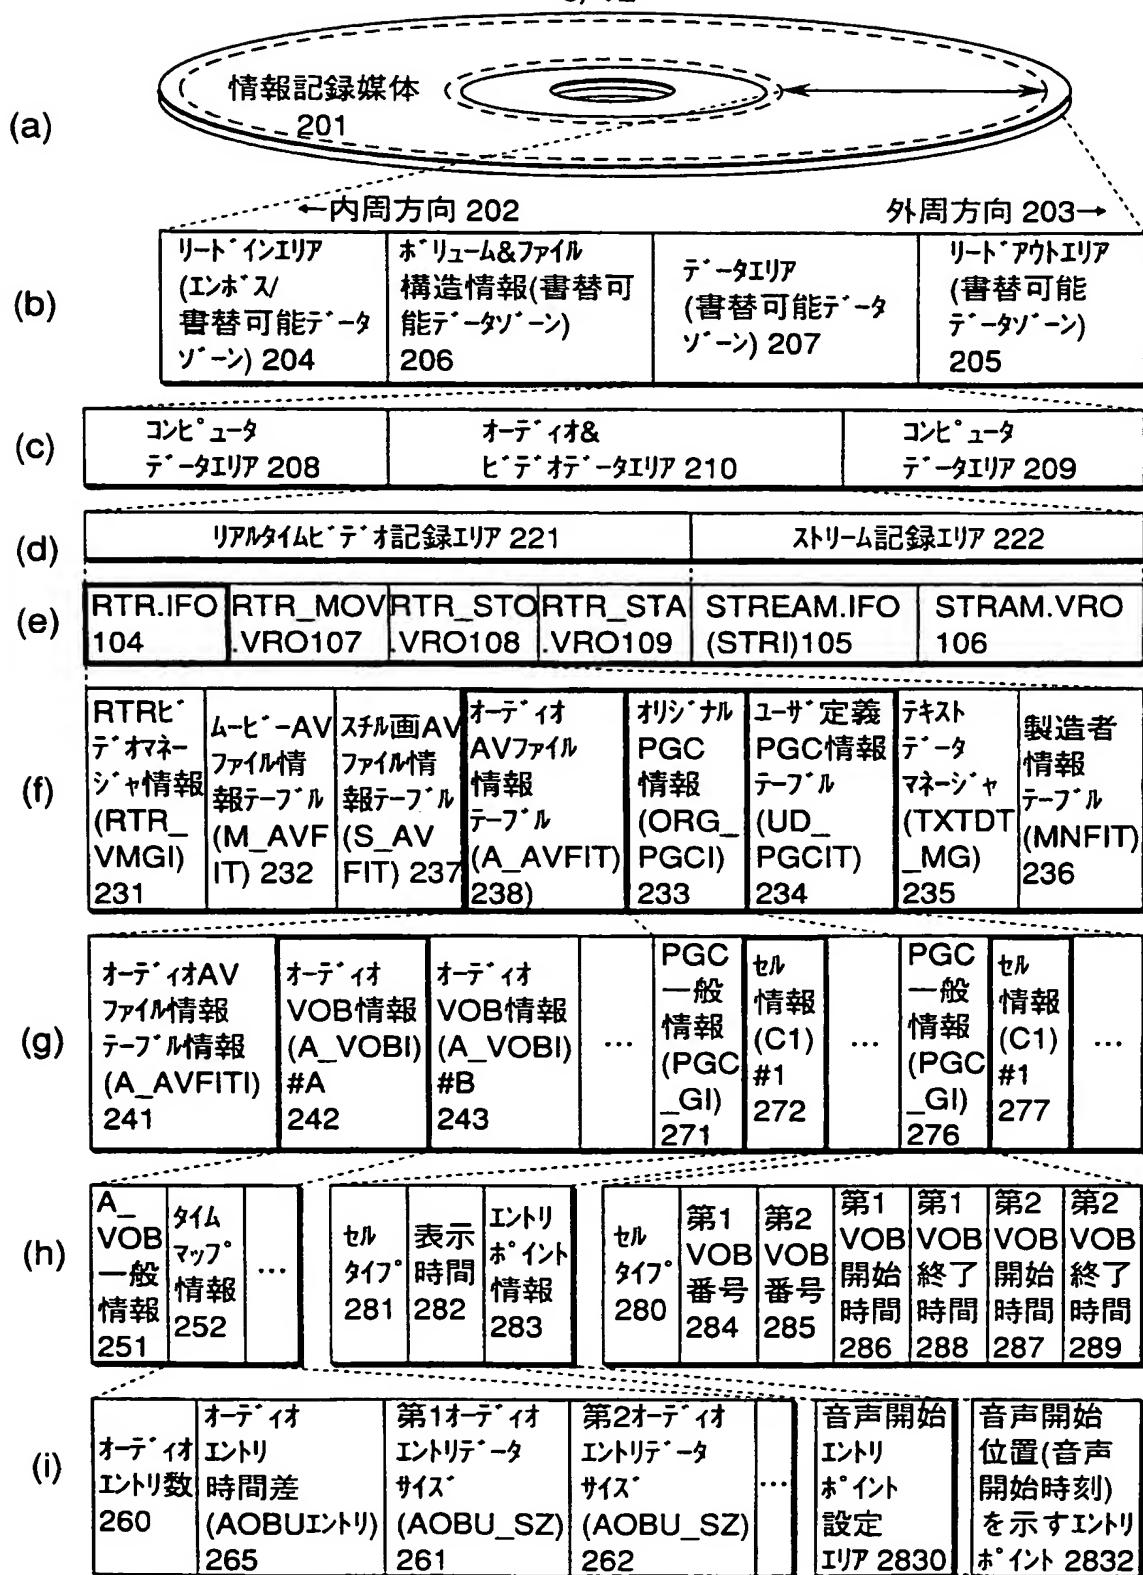 情報記録媒体
201
(a)
←内周方向 202
外周方向 203→
(b)
リードインエリア
(エンボス/
書替可能データ
ゾーン) 204
ボリューム&ファイル
構造情報(書替可
能データゾーン)
206
データエリア
(書替可能データ
ゾーン) 207
リードアウトエリア
(書替可能
データゾーン)
205
(c)
コンピュータ
データエリア 208
オーディオ&
ビデオデータエリア 210
コンピュータ
データエリア 209
(d)
リアルタイムビデオ記録エリア 221
ストリーム記録エリア 222
(e)
RTR.IFO
104
RTR_MOV
.VRO107
RTR_STO
.VRO108
RTR_STA
.VRO109
STREAM.IFO
(STRI)105
STRAM.VRO
106
(f)
RTRビ
デオマネー
ジャ情報
(RTR_
VMGI)
231
ムービーAV
ファイル情
報テーブル
(M_AVF
IT) 232
スチル画AV
ファイル情
報テーブル
(S_AV
FIT) 237
オーディオ
AVファイル
情報
テーブル
(A_AVFIT)
238)
オリジナル
PGC
情報
(ORG_
PGCI)
233
ユーザ定義
PGC情報
テーブル
(UD_
PGCIT)
234
テキスト
データ
マネージャ
(TXTDT
_MG)
235
製造者
情報
テーブル
(MNFIT)
236
(g)
オーディオAV
ファイル情報
テーブル情報
(A_AVFITI)
241
オーディオ
VOB情報
(A_VOBI)
#A
242
オーディオ
VOB情報
(A_VOBI)
#B
243
…
PGC
一般
情報
(PGC
_GI)
271
セル
情報
(C1)
#1
272
…
PGC
一般
情報
(PGC
_GI)
276
セル
情報
(C1)
#1
277
…
(h)
A_
VOB
一般
情報
251
タイム
マップ
情報
252
…
セル
タイプ
281
表示
時間
282
エントリ
ポイント
情報
283
セル
タイプ
280
第1
VOB
番号
284
第2
VOB
番号
285
第1
VOB
開始
時間
286
第1
VOB
終了
時間
288
第2
VOB
開始
時間
287
第2
VOB
終了
時間
289
(i)
オーディオ
エントリ数
260
オーディオ
エントリ
時間差
(AOBUエントリ)
265
第1オーディオ
エントリデータ
サイズ
(AOBU_SZ)
261
第2オーディオ
エントリデータ
サイズ
(AOBU_SZ)
262
…
音声開始
エントリ
ポイント
設定
エリア 2830
音声開始
位置(音声
開始時刻)
を示すエントリ
ポイント 2832